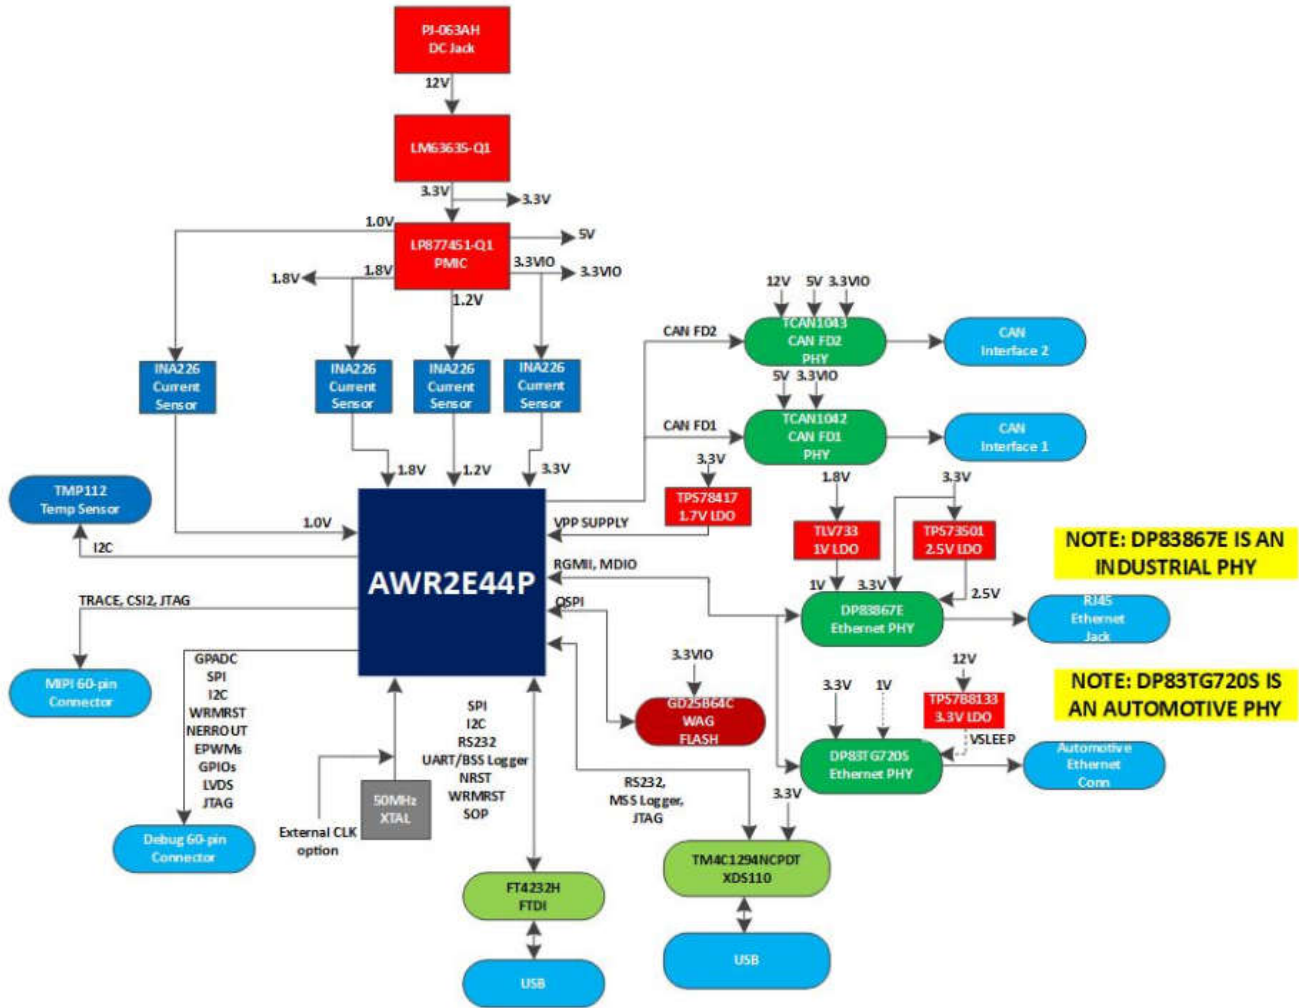 PJ-063AH
DC Jack
12V
LM63635-Q1
3.3V
3.3V
1.0V
LP877451-Q1
PMIC
5V
1.8V
1.8V
3.3VIO
3.3VIO
1.2V
INA226
Current
Sensor
INA226
Current
Sensor
INA226
Current
Sensor
INA226
Current
Sensor
12V
5V
3.3VIO
CAN FD2
TCAN1043
CAN FD2
PHY
CAN
Interface 2
5V
3.3VIO
CAN FD1
TCAN1042
CAN FD1
PHY
CAN
Interface 1
1.8V
1.2V
3.3V
TMP112
Temp Sensor
1.0V
I2C
AWR2E44P
3.3V
TPS78417
1.7V LDO
VPP SUPPLY
1.8V
TLV733
1V LDO
3.3V
TPS73501
2.5V LDO
NOTE: DP83867E IS AN
INDUSTRIAL PHY
RGMII, MDIO
1V
3.3V
2.5V
DP83867E
Ethernet PHY
RJ45
Ethernet
Jack
QSPI
TRACE, CSI2, JTAG
MIPI 60-pin
Connector
GPADC
SPI
I2C
WRMRST
NERROUT
EPWMs
GPIOs
LVDS
JTAG
Debug 60-pin
Connector
3.3VIO
GD25B64C
WAG
FLASH
12V
3.3V
1V
TPS7B8133
3.3V LDO
NOTE: DP83TG720S IS
AN AUTOMOTIVE PHY
VSLEEP
DP83TG720S
Ethernet PHY
Automotive
Ethernet
Conn
SPI
I2C
RS232
UART/BSS Logger
NRST
WRMRST
SOP
50MHz
XTAL
External CLK
option
RS232,
MSS Logger,
JTAG
3.3V
TM4C1294NCPDT
XDS110
FT4232H
FTDI
USB
USB